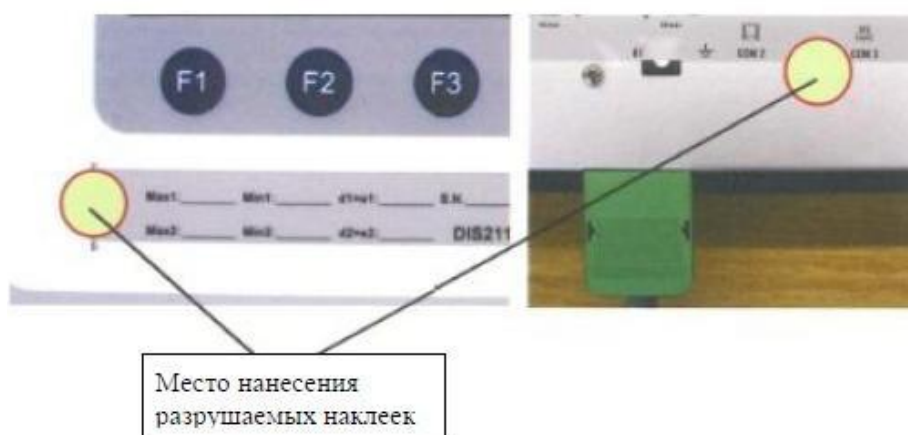 F1 F2 F3
Max1: Min1: d1=e1: S.N.
Max2: Min2: d2=e2: DIS211
COM 2 COM 3
Место нанесения
разрушаемых наклеек